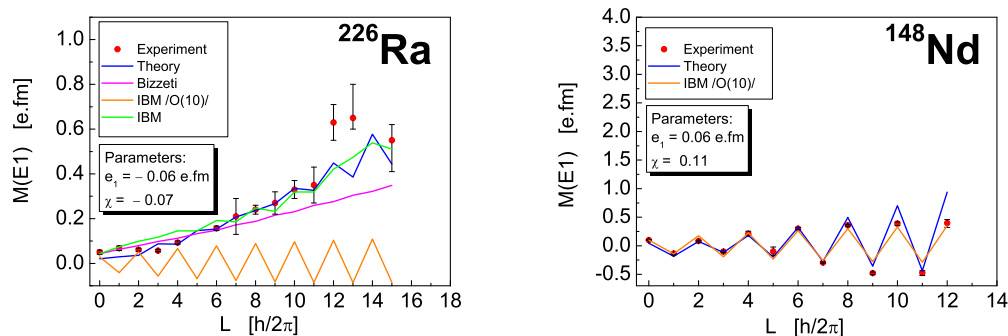 226Ra
1.0
0.8
0.6
0.4
0.2
0.0
M(E1) [e.fm]
Experiment
Theory
Bizzeti
IBM /O(10)/
IBM
Parameters:
e1 = − 0.06 e.fm
χ = − 0.07
0 2 4 6 8 10 12 14 16 18
L [h/2π]
148Nd
4.0
3.5
3.0
2.5
2.0
1.5
1.0
0.5
0.0
-0.5
M(E1) [e.fm]
Experiment
Theory
IBM /O(10)/
Parameters:
e1 = 0.06 e.fm
χ = 0.11
0 2 4 6 8 10 12 14
L [h/2π]